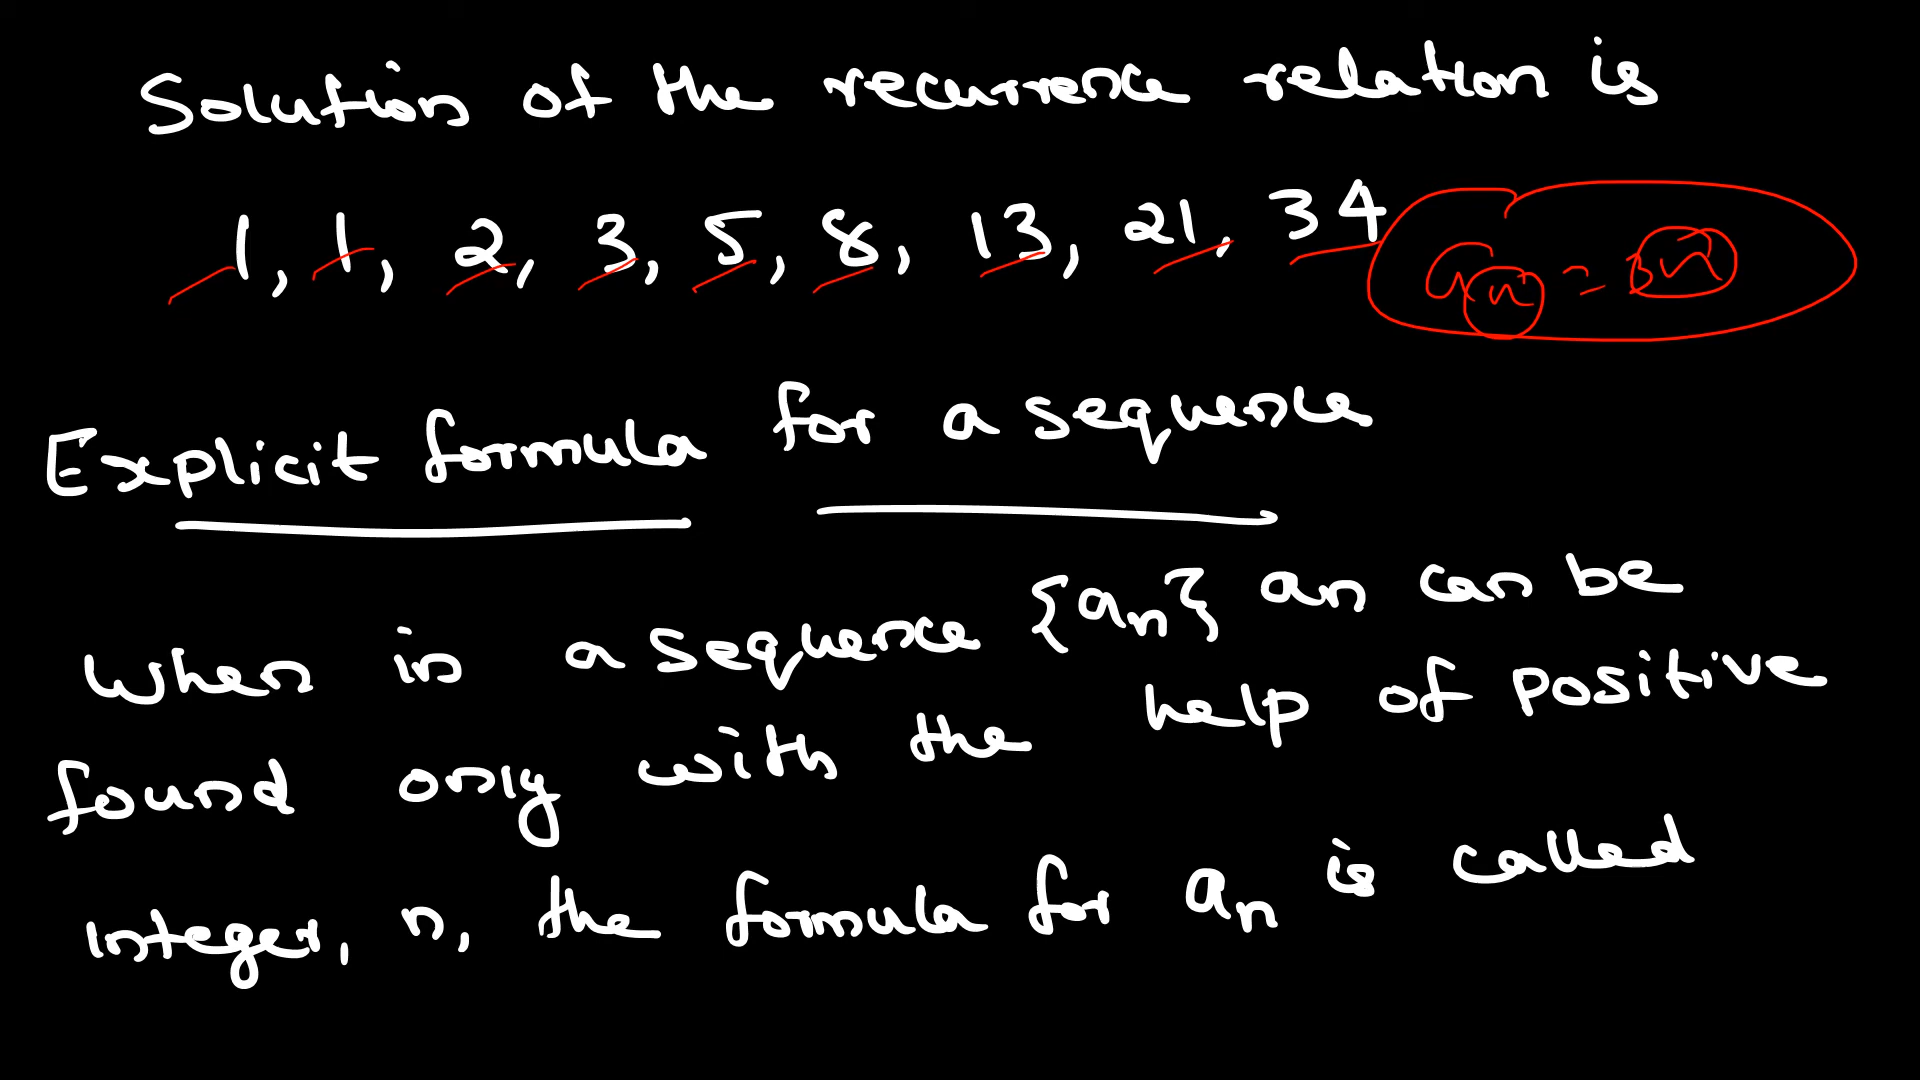 Solution of the recurrence relation is
1, 1, 2, 3, 5, 8, 13, 21, 34
Explicit formula for a sequence
When in a sequence {an} an can be
found only with the help of positive
integer, n, the formula for an is called